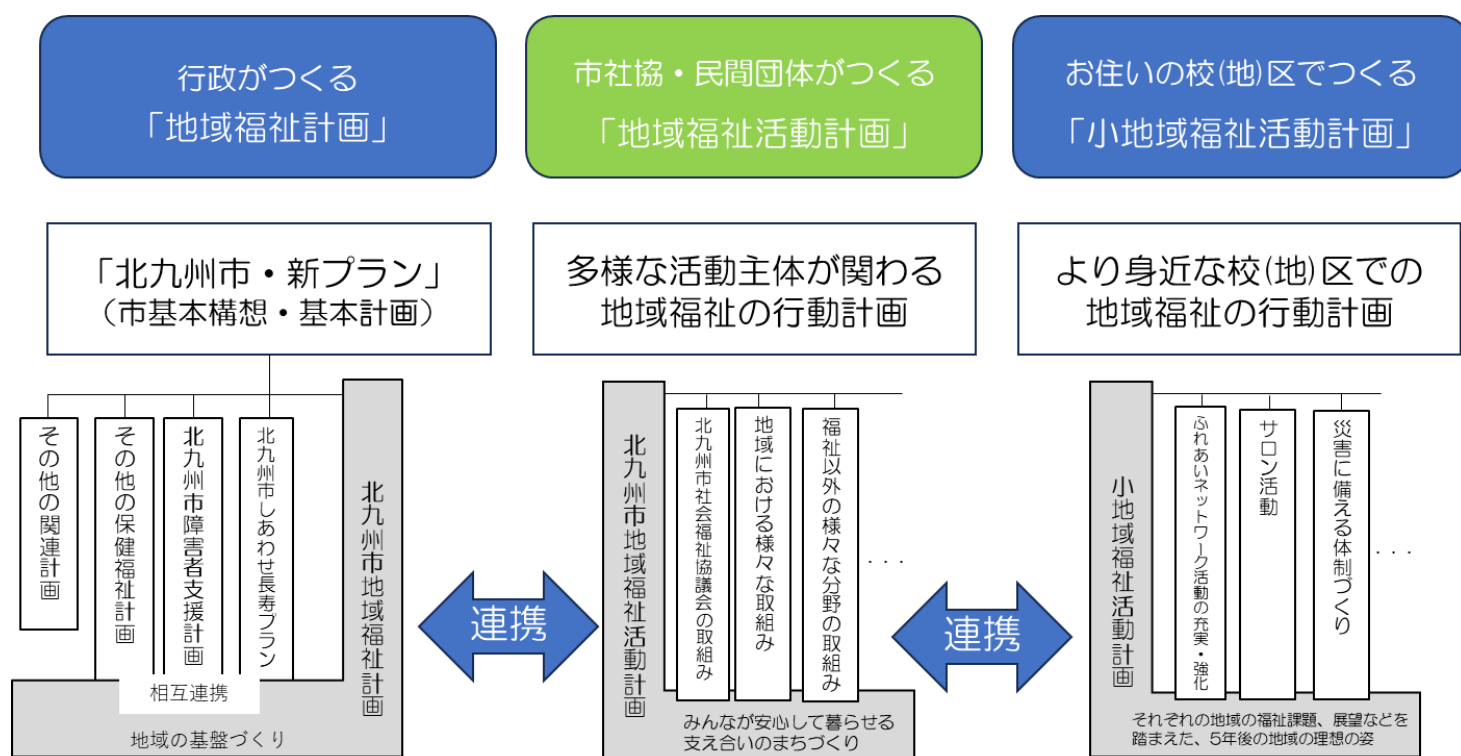 行政がつくる
「地域福祉計画」
市社協・民間団体がつくる
「地域福祉活動計画」
お住いの校(地)区でつくる
「小地域福祉活動計画」
「北九州市・新プラン」
（市基本構想・基本計画）
多様な活動主体が関わる
地域福祉の行動計画
より身近な校(地)区での
地域福祉の行動計画
その他の関連計画
その他の保健福祉計画
北九州市障害者支援計画
北九州市しあわせ長寿プラン
北九州市地域福祉計画
相互連携
地域の基盤づくり
連携
北九州市地域福祉活動計画
北九州市社会福祉協議会の取組み
地域における様々な取組み
福祉以外の様々な分野の取組み
・・・
みんなが安心して暮らせる
支え合いのまちづくり
連携
小地域福祉活動計画
ふれあいネットワーク活動の充実・強化
サロン活動
災害に備える体制づくり
・・・
それぞれの地域の福祉課題、展望などを
踏まえた、5年後の地域の理想の姿